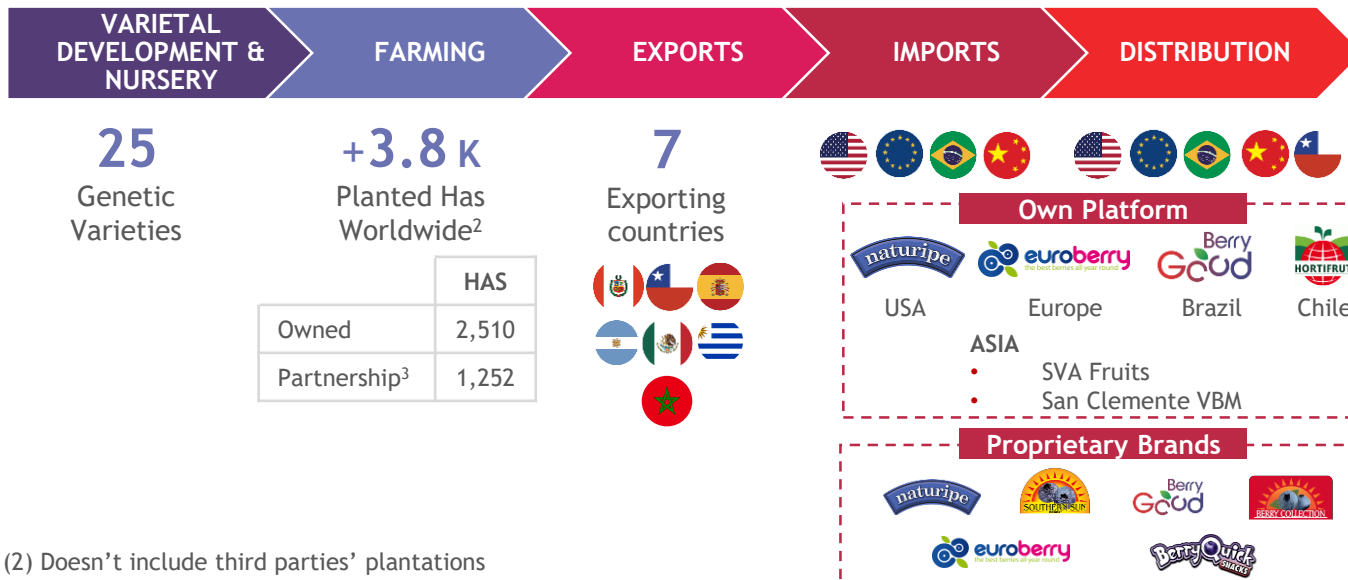 VARIETAL
DEVELOPMENT &
NURSERY
FARMING
EXPORTS
IMPORTS
DISTRIBUTION
25
Genetic
Varieties
+3.8 K
Planted Has
Worldwide2
HAS
Owned 2,510
Partnership3 1,252
7
Exporting
countries
Own Platform
naturipe
euroberry
the best berries all year round
Berry
Good
HORTIFRUT
USA Europe Brazil Chile
ASIA
• SVA Fruits
• San Clemente VBM
Proprietary Brands
naturipe
SOUTHERN SUN
Berry
Good
BERRY COLLECTION
euroberry
the best berries all year round
BerryQuick
SNACKS
(2) Doesn't include third parties' plantations